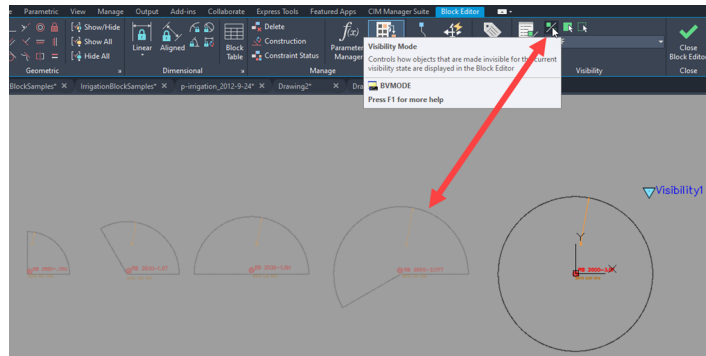 Parametric View Manage Output Add-ins Collaborate Express Tools Featured Apps CIM Manager Suite Block Editor
Show/Hide
Show All
Hide All
Linear
Aligned
Block
Table
Delete
Construction
Constraint Status
f(x)
Parameter
Manager
Close
Block Editor
Geometric
Dimensional
Manage
Visibility
Close
Visibility Mode
Controls how objects that are made invisible for the current
visibility state are displayed in the Block Editor
BVMODE
Press F1 for more help
BlockSamples* IrrigationBlockSamples* p-irrigation_2012-9-24* Drawing2*
Visibility1
Y
X